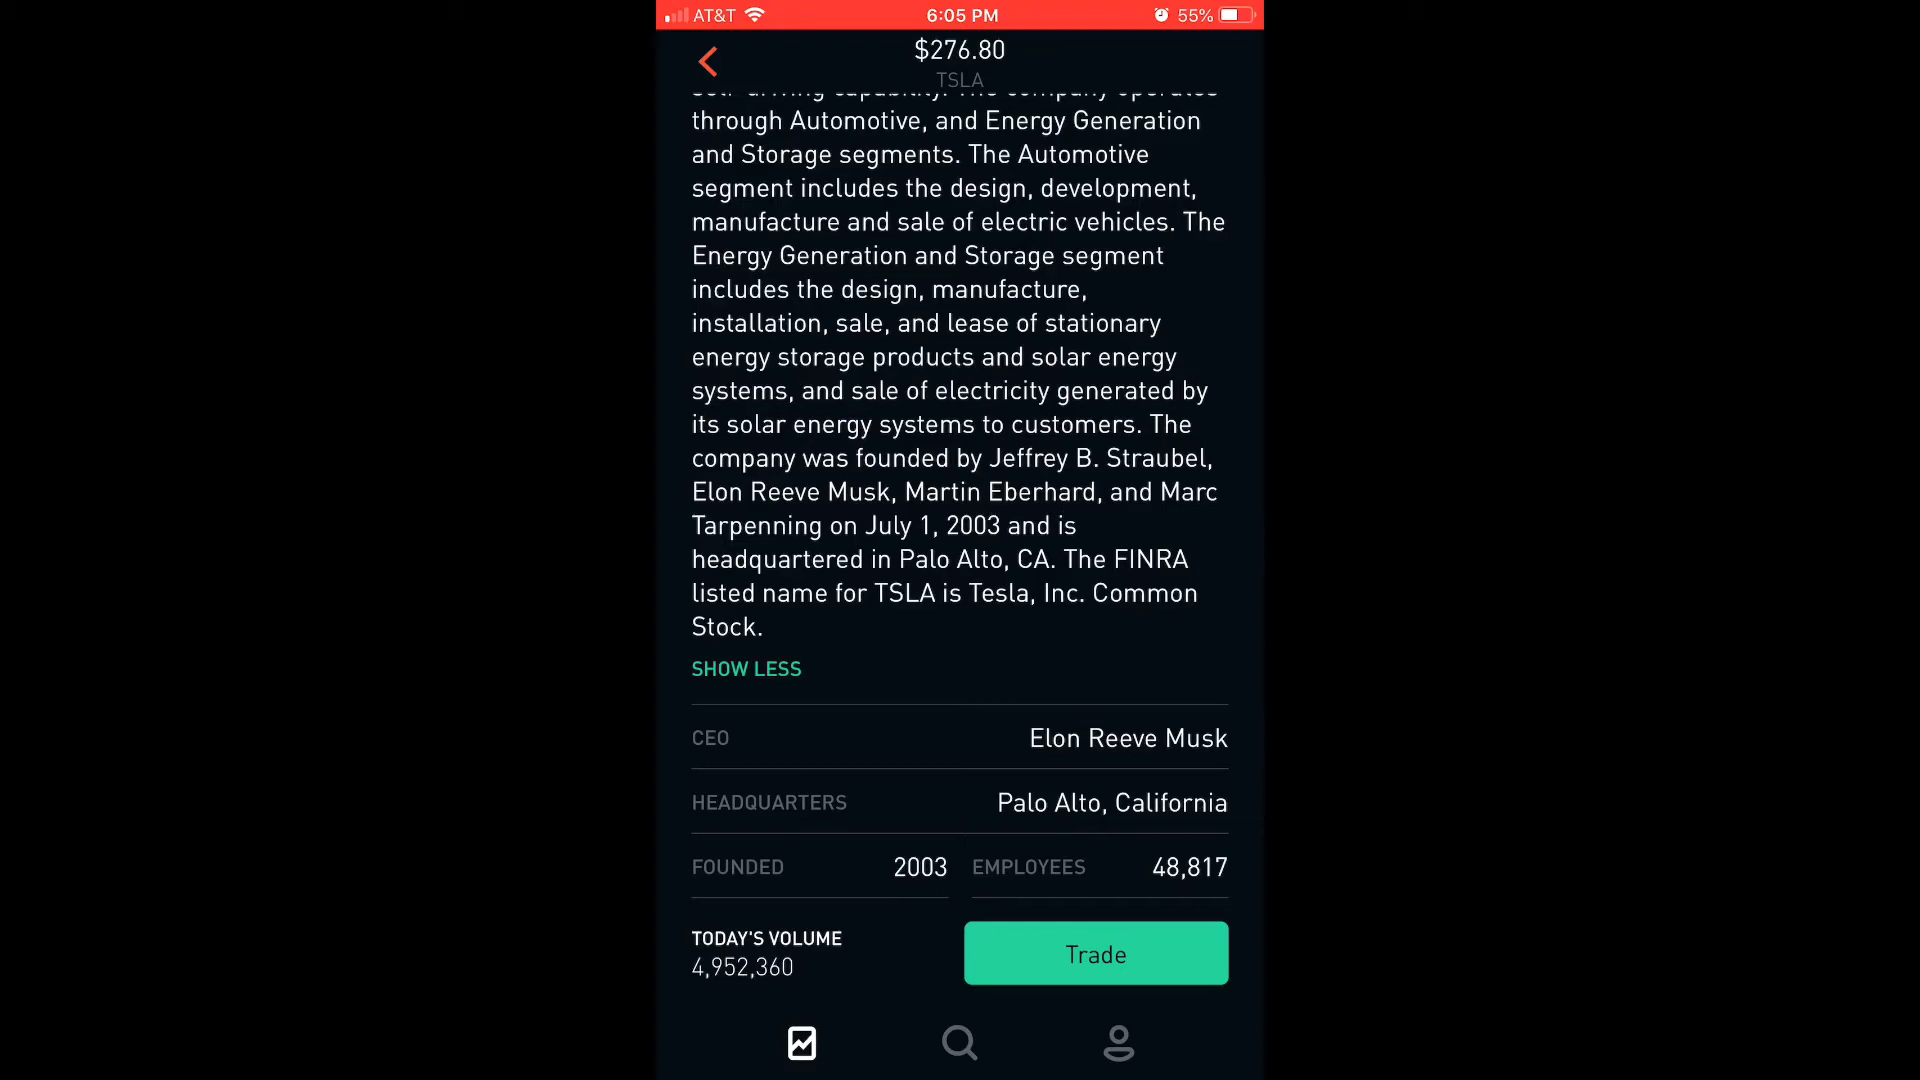 AT&T
6:05 PM
55%
$276.80
TSLA
self-driving capability. The company operates
through Automotive, and Energy Generation
and Storage segments. The Automotive
segment includes the design, development,
manufacture and sale of electric vehicles. The
Energy Generation and Storage segment
includes the design, manufacture,
installation, sale, and lease of stationary
energy storage products and solar energy
systems, and sale of electricity generated by
its solar energy systems to customers. The
company was founded by Jeffrey B. Straubel,
Elon Reeve Musk, Martin Eberhard, and Marc
Tarpenning on July 1, 2003 and is
headquartered in Palo Alto, CA. The FINRA
listed name for TSLA is Tesla, Inc. Common
Stock.
SHOW LESS
CEO Elon Reeve Musk
HEADQUARTERS Palo Alto, California
FOUNDED 2003 EMPLOYEES 48,817
TODAY'S VOLUME
4,952,360
Trade